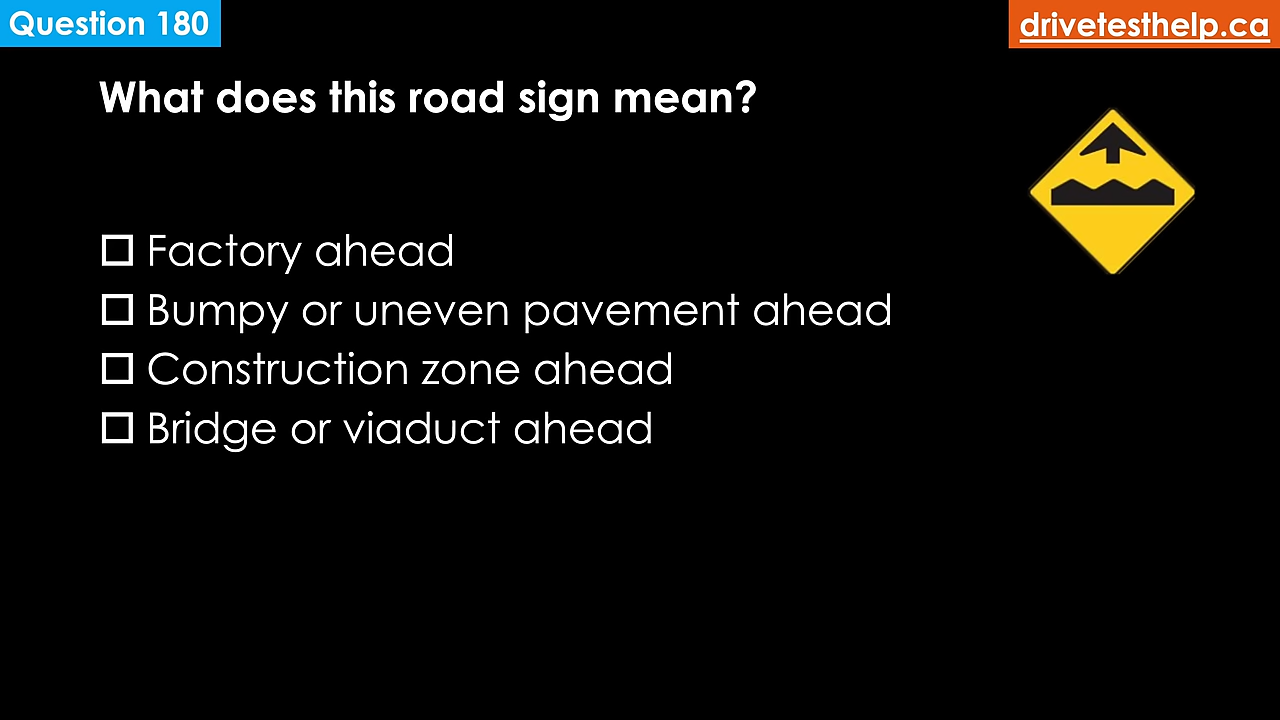 Question 180
drivetesthelp.ca
What does this road sign mean?
Factory ahead
Bumpy or uneven pavement ahead
Construction zone ahead
Bridge or viaduct ahead